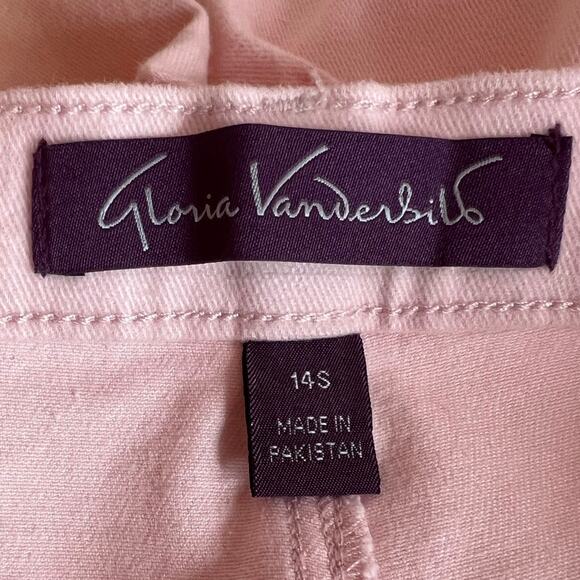 Gloria Vanderbilt
14S
MADE IN
PAKISTAN